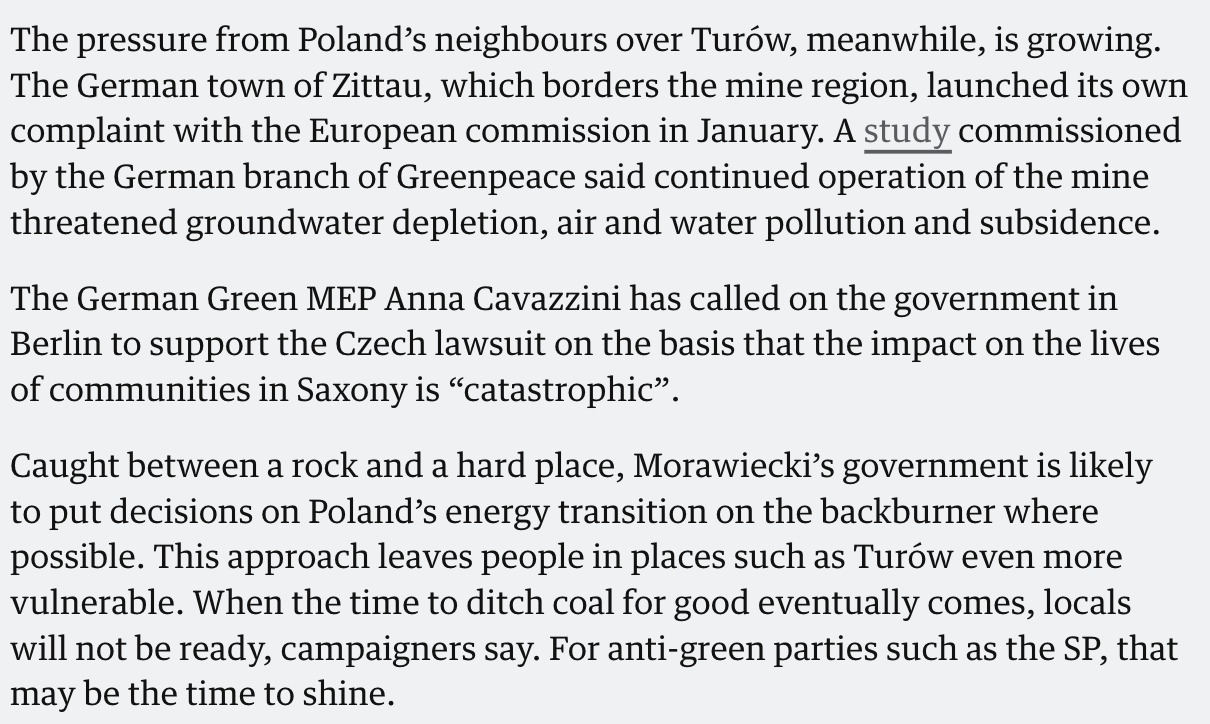 The pressure from Poland’s neighbours over Turów, meanwhile, is growing.
The German town of Zittau, which borders the mine region, launched its own
complaint with the European commission in January. A study commissioned
by the German branch of Greenpeace said continued operation of the mine
threatened groundwater depletion, air and water pollution and subsidence.
The German Green MEP Anna Cavazzini has called on the government in
Berlin to support the Czech lawsuit on the basis that the impact on the lives
of communities in Saxony is “catastrophic”.
Caught between a rock and a hard place, Morawiecki’s government is likely
to put decisions on Poland’s energy transition on the backburner where
possible. This approach leaves people in places such as Turów even more
vulnerable. When the time to ditch coal for good eventually comes, locals
will not be ready, campaigners say. For anti-green parties such as the SP, that
may be the time to shine.